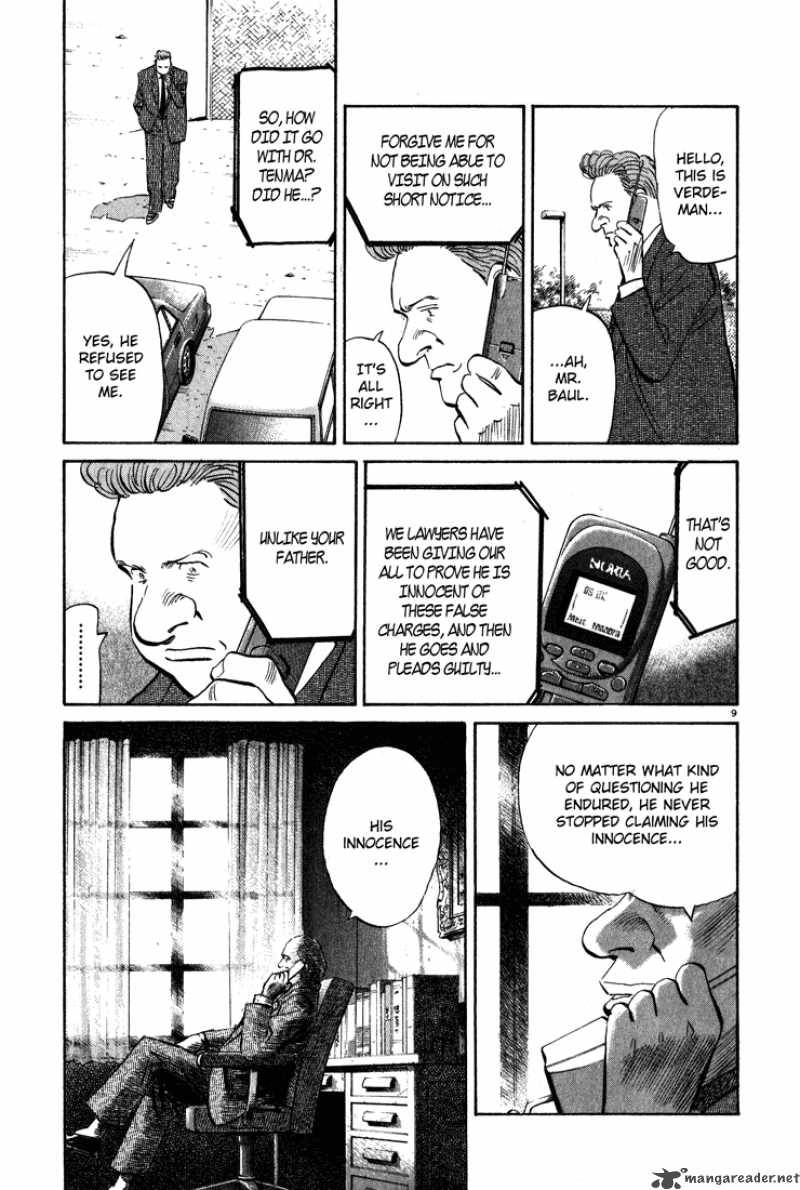 HELLO,
THIS IS
VERDE-
MAN...
...AH,
MR.
BAUL.
FORGIVE ME FOR
NOT BEING ABLE TO
VISIT ON SUCH
SHORT NOTICE...
IT'S
ALL
RIGHT
...
SO, HOW
DID IT GO
WITH DR.
TENMA?
DID HE...?
YES, HE
REFUSED
TO SEE
ME.
THAT'S
NOT
GOOD.
NOKIA
WE LAWYERS HAVE
BEEN GIVING OUR
ALL TO PROVE HE IS
INNOCENT OF
THESE FALSE
CHARGES, AND THEN
HE GOES AND
PLEADS GUILTY...
UNLIKE YOUR
FATHER.
.........
9
NO MATTER WHAT KIND
OF QUESTIONING HE
ENDURED, HE NEVER
STOPPED CLAIMING HIS
INNOCENCE...
HIS
INNOCENCE
...
mangareader.net